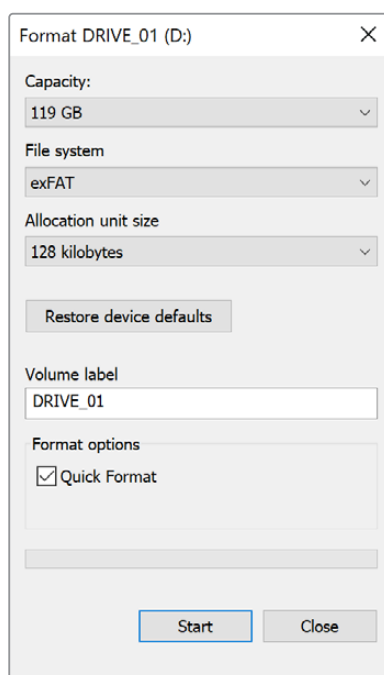 Format DRIVE_01 (D:)
Capacity:
119 GB
File system
exFAT
Allocation unit size
128 kilobytes
Restore device defaults
Volume label
DRIVE_01
Format options
Quick Format
Start Close